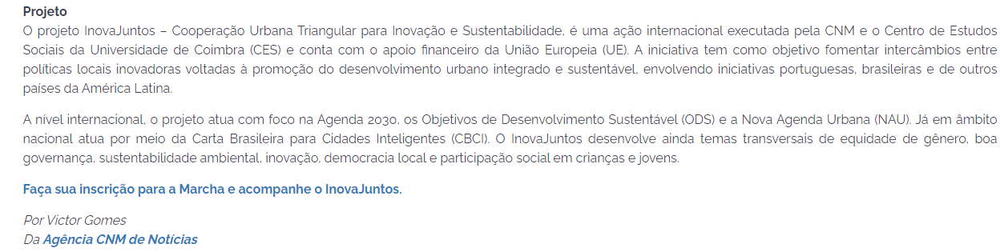 Projeto
O projeto InovaJuntos – Cooperação Urbana Triangular para Inovação e Sustentabilidade, é uma ação internacional executada pela CNM e o Centro de Estudos
Sociais da Universidade de Coimbra (CES) e conta com o apoio financeiro da União Europeia (UE). A iniciativa tem como objetivo fomentar intercâmbios entre
políticas locais inovadoras voltadas à promoção do desenvolvimento urbano integrado e sustentável, envolvendo iniciativas portuguesas, brasileiras e de outros
países da América Latina.
A nível internacional, o projeto atua com foco na Agenda 2030, os Objetivos de Desenvolvimento Sustentável (ODS) e a Nova Agenda Urbana (NAU). Já em âmbito
nacional atua por meio da Carta Brasileira para Cidades Inteligentes (CBCI). O InovaJuntos desenvolve ainda temas transversais de equidade de gênero, boa
governança, sustentabilidade ambiental, inovação, democracia local e participação social em crianças e jovens.
Faça sua inscrição para a Marcha e acompanhe o InovaJuntos.
Por Victor Gomes
Da Agência CNM de Notícias